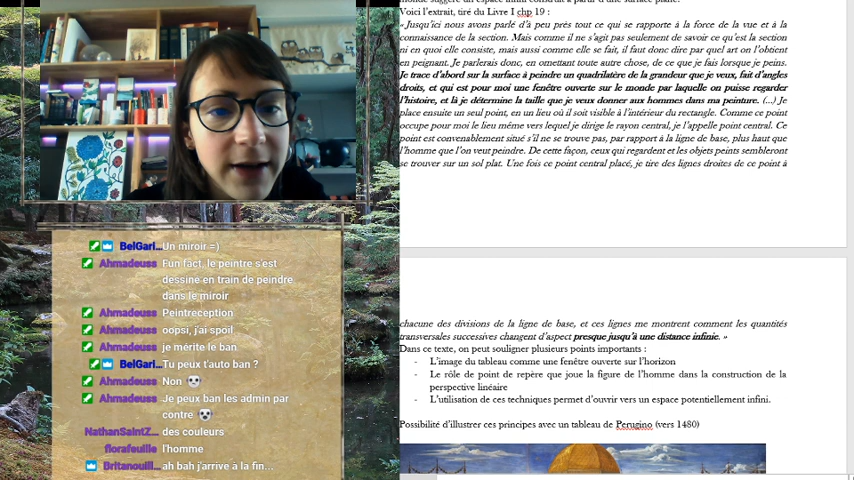 monde suggère un espace infini construit à partir d'une surface plane.
Voici l'extrait, tiré du Livre I chp 19 :
« Jusqu'ici nous avons parlé d'à peu près tout ce qui se rapporte à la force de la vue et à la
connaissance de la section. Mais comme il ne s'agit pas seulement de savoir ce qu'est la section
ni en quoi elle consiste, mais aussi comme elle se fait, il faut donc dire par quel art on l'obtient
en peignant. Je parlerais donc, en omettant toute autre chose, de ce que je fais lorsque je peins.
Je trace d'abord sur la surface à peindre un quadrilatère de la grandeur que je veux, fait d'angles
droits, et qui est pour moi une fenêtre ouverte sur le monde par laquelle on puisse regarder
l'histoire, et là je détermine la taille que je veux donner aux hommes dans ma peinture. (...) Je
place ensuite un seul point, en un lieu où il soit visible à l'intérieur du rectangle. Comme ce point
occupe pour moi le lieu même vers lequel je dirige le rayon central, je l'appelle point central. Ce
point est convenablement situé s'il ne se trouve pas, par rapport à la ligne de base, plus haut que
l'homme que l'on veut peindre. De cette façon, ceux qui regardent et les objets peints sembleront
se trouver sur un sol plat. Une fois ce point central placé, je tire des lignes droites de ce point à
chacune des divisions de la ligne de base, et ces lignes me montrent comment les quantités
transversales successives changent d'aspect presque jusqu'à une distance infinie. »
Dans ce texte, on peut souligner plusieurs points importants :
- L'image du tableau comme une fenêtre ouverte sur l'horizon
- Le rôle de point de repère que joue la figure de l'homme dans la construction de la
perspective linéaire
- L'utilisation de ces techniques permet d'ouvrir vers un espace potentiellement infini.
Possibilité d'illustrer ces principes avec un tableau de Perugino (vers 1480)
BelGari... Un miroir =)
Ahmadeuss Fun fact, le peintre s'est
dessiné en train de peindre
dans le miroir
Ahmadeuss Peintreception
Ahmadeuss oopsi, j'ai spoil
Ahmadeuss je mérite le ban
BelGari... Tu peux t'auto ban ?
Ahmadeuss Non
Ahmadeuss Je peux ban les admin par
contre
NathanSaintZ... des couleurs
florafeuille l'homme
Britanouill... ah bah j'arrive à la fin...